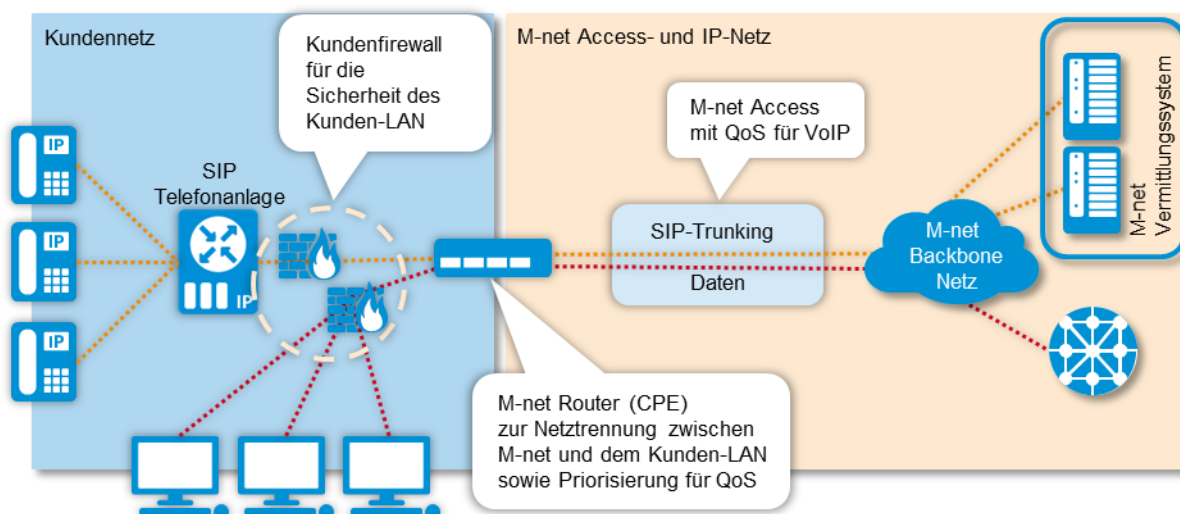 Kundennetz
Kundenfirewall
für die
Sicherheit des
Kunden-LAN
M-net Access- und IP-Netz
M-net Access
mit QoS für VoIP
M-net
Vermittlungssystem
IP
IP
IP
SIP
Telefonanlage
IP
SIP-Trunking
Daten
M-net
Backbone
Netz
M-net Router (CPE)
zur Netztrennung zwischen
M-net und dem Kunden-LAN
sowie Priorisierung für QoS